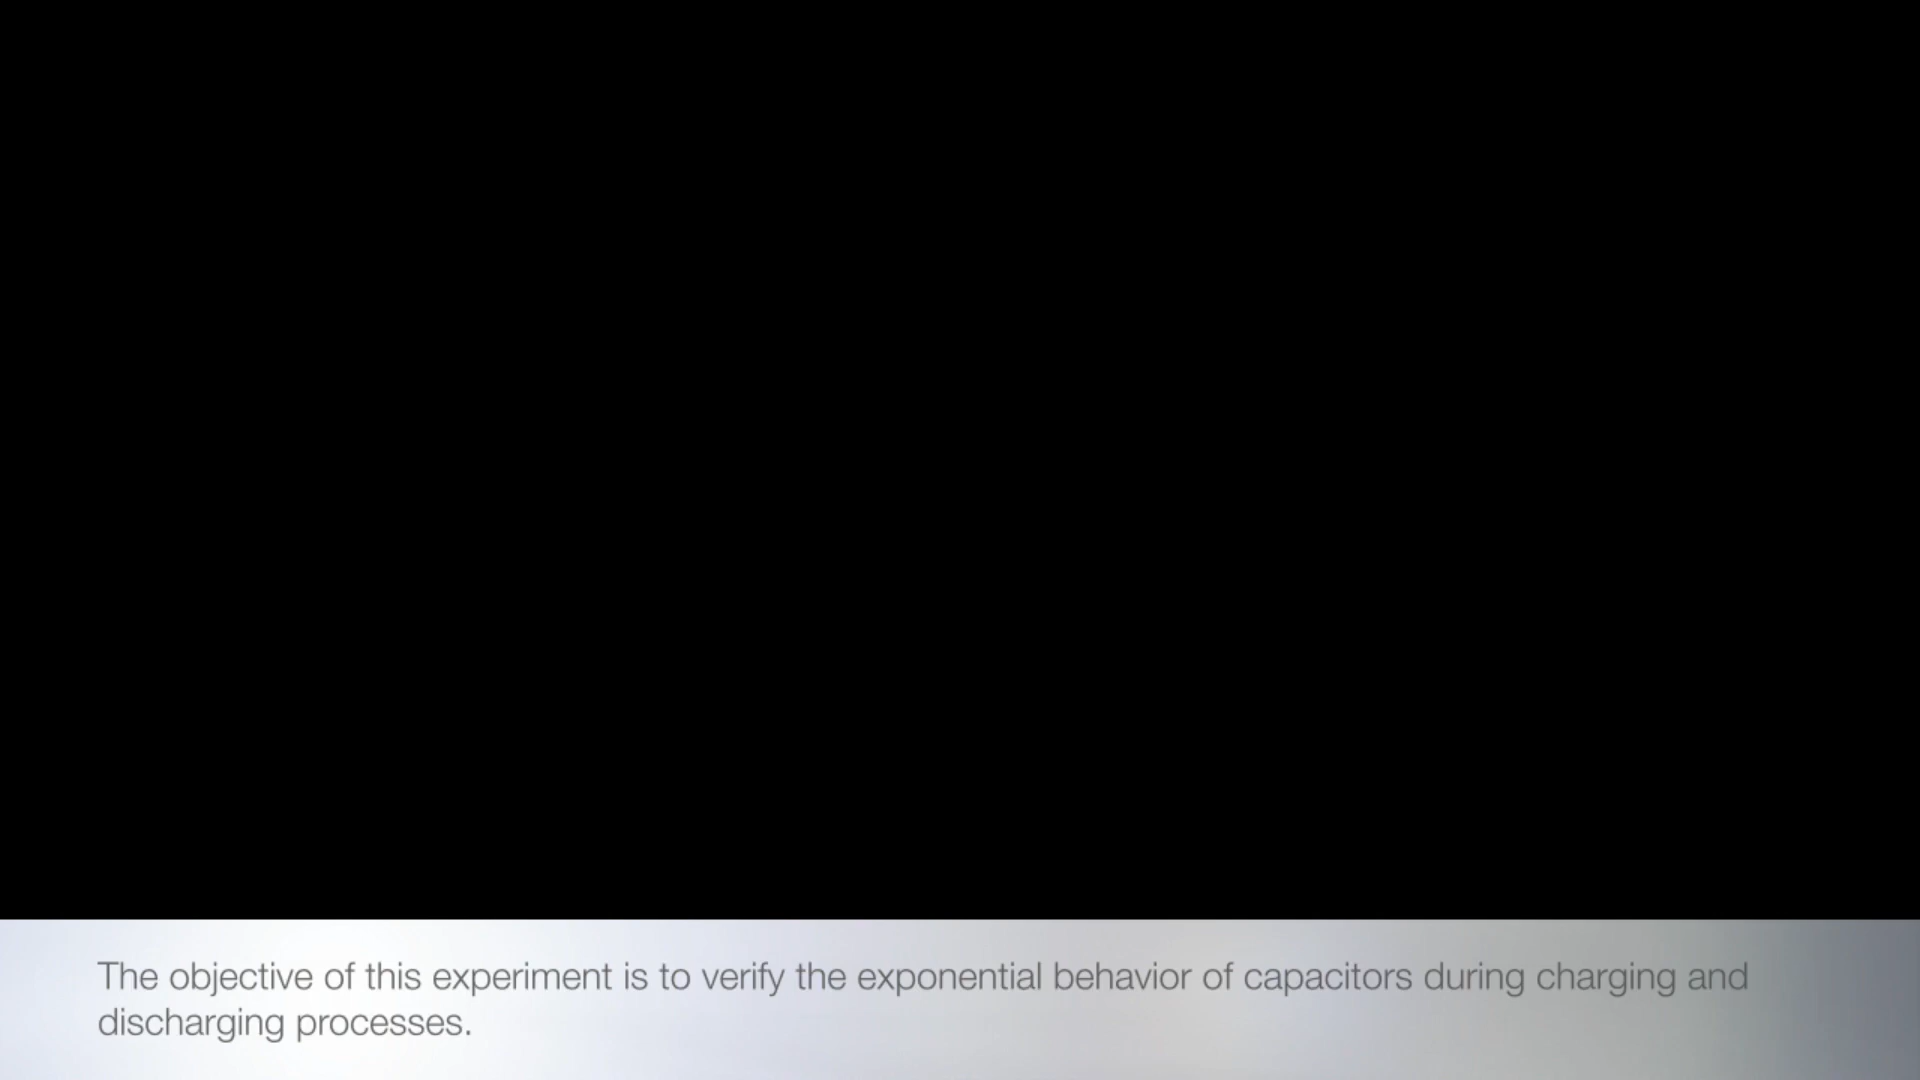 The objective of this experiment is to verify the exponential behavior of capacitors during charging and
discharging processes.